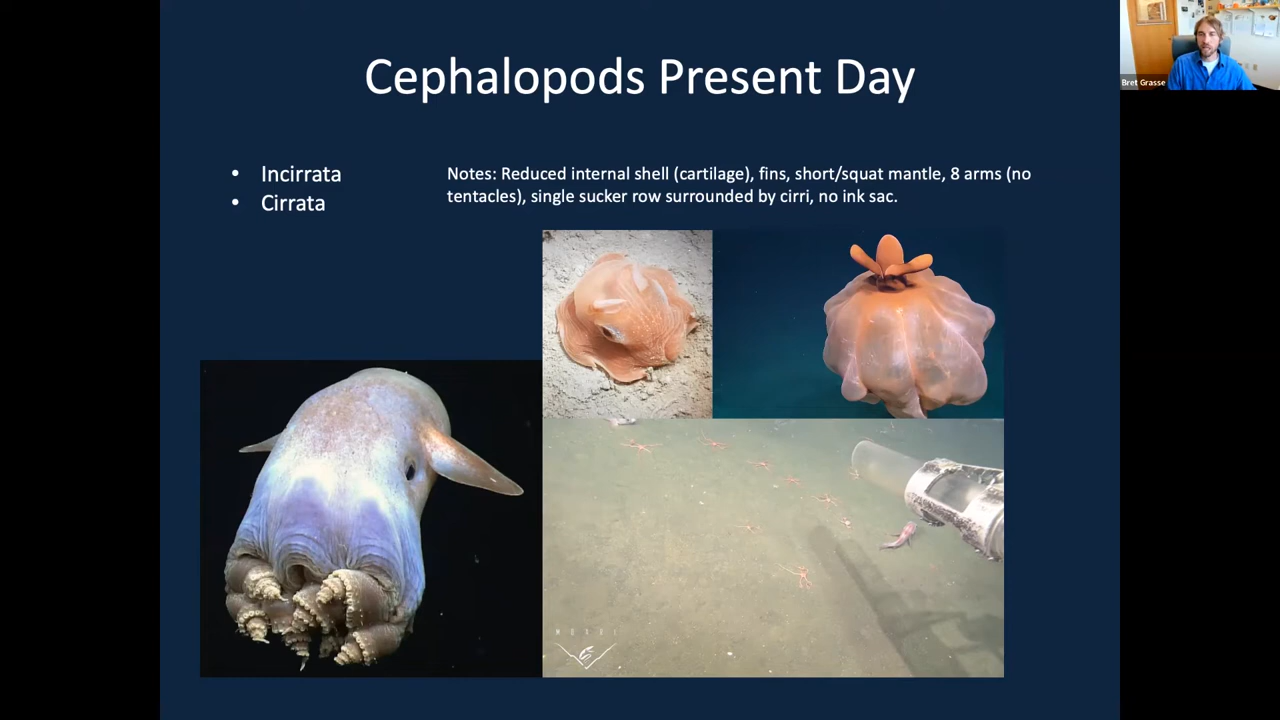 Cephalopods Present Day
Bret Grasse
• Incirrata
• Cirrata
Notes: Reduced internal shell (cartilage), fins, short/squat mantle, 8 arms (no
tentacles), single sucker row surrounded by cirri, no ink sac.